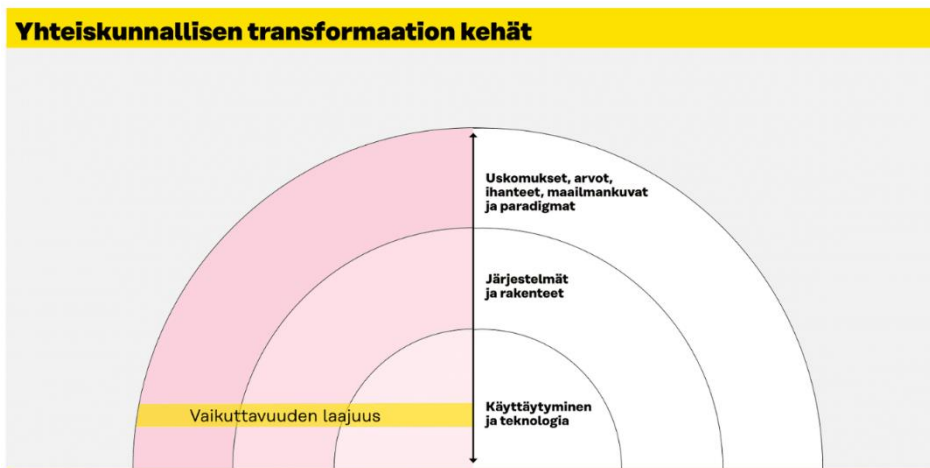 Yhteiskunnallisen transformaation kehät
Uskomukset, arvot,
ihanteet, maailmankuvat
ja paradigmat
Järjestelmät
ja rakenteet
Vaikuttavuuden laajuus
Käyttäytyminen
ja teknologia